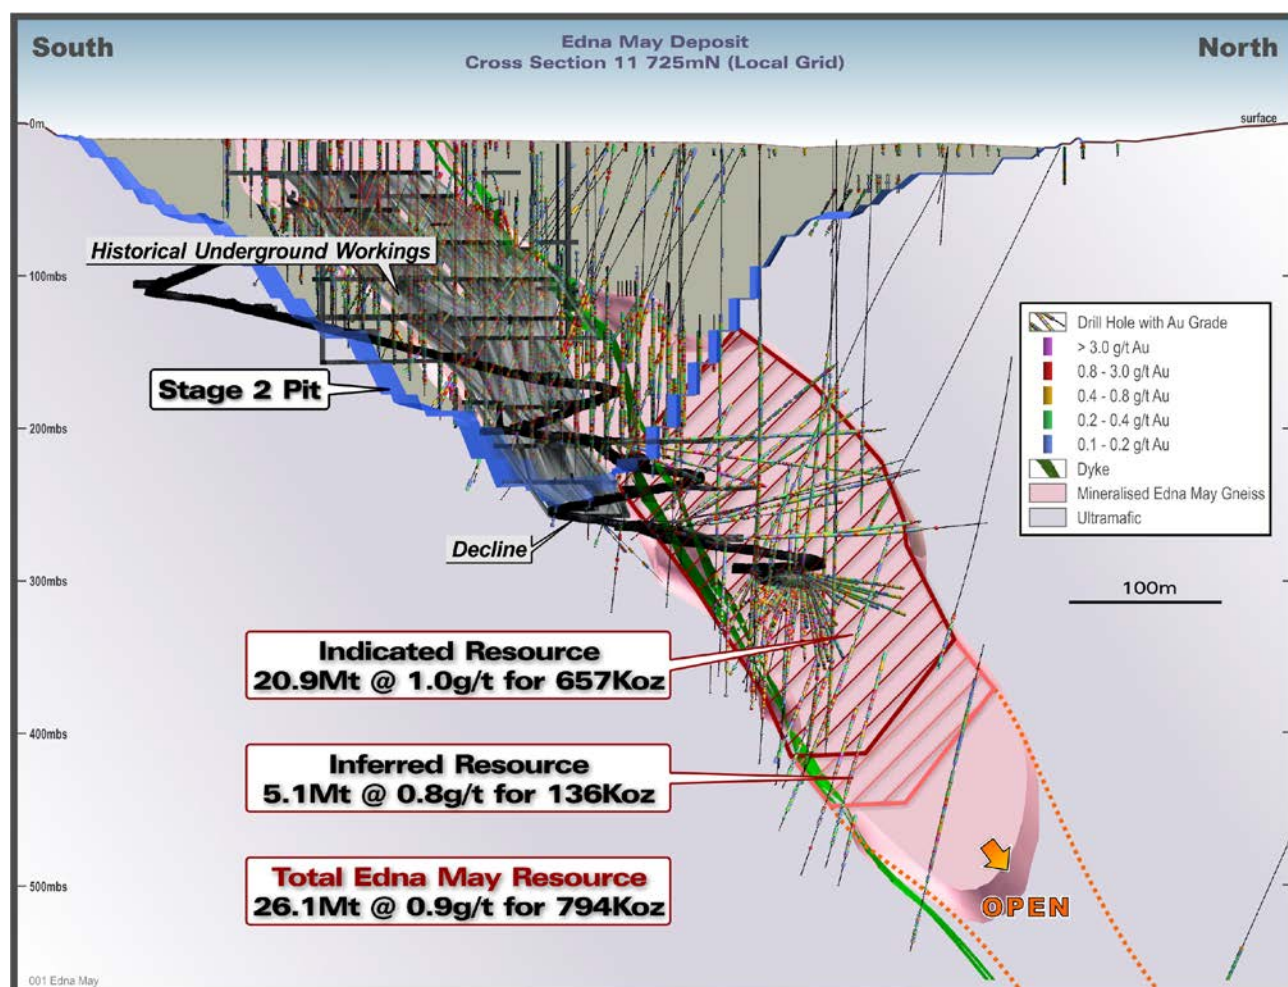 South
Edna May Deposit
North
Cross Section 11 725mN (Local Grid)
0m
surface
Historical Underground Workings
100mbs
Stage 2 Pit
200mbs
Decline
300mbs
Drill Hole with Au Grade
> 3.0 g/t Au
0.8 - 3.0 g/t Au
0.4 - 0.8 g/t Au
0.2 - 0.4 g/t Au
0.1 - 0.2 g/t Au
Dyke
Mineralised Edna May Gneiss
Ultramafic
100m
Indicated Resource
20.9Mt @ 1.0g/t for 657Koz
400mbs
Inferred Resource
5.1Mt @ 0.8g/t for 136Koz
Total Edna May Resource
26.1Mt @ 0.9g/t for 794Koz
500mbs
OPEN
001 Edna May